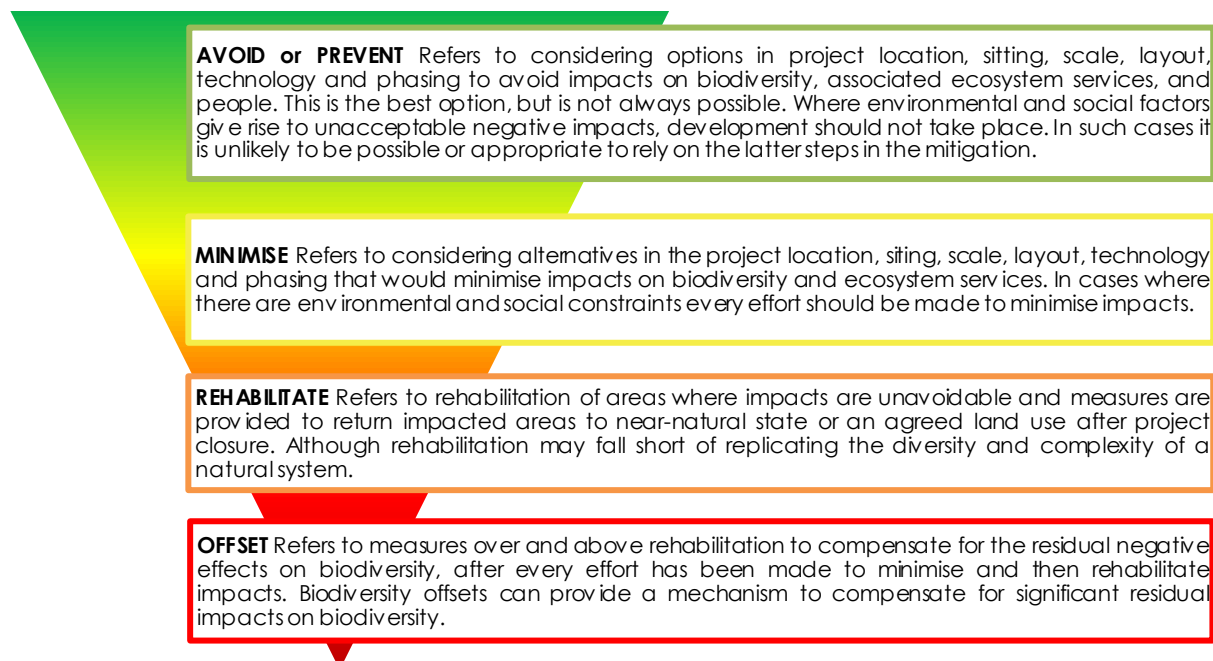 AVOID or PREVENT Refers to considering options in project location, sitting, scale, layout,
technology and phasing to avoid impacts on biodiversity, associated ecosystem services, and
people. This is the best option, but is not always possible. Where environmental and social factors
give rise to unacceptable negative impacts, development should not take place. In such cases it
is unlikely to be possible or appropriate to rely on the latter steps in the mitigation.
MINIMISE Refers to considering alternatives in the project location, siting, scale, layout, technology
and phasing that would minimise impacts on biodiversity and ecosystem services. In cases where
there are environmental and social constraints every effort should be made to minimise impacts.
REHABILITATE Refers to rehabilitation of areas where impacts are unavoidable and measures are
provided to return impacted areas to near-natural state or an agreed land use after project
closure. Although rehabilitation may fall short of replicating the diversity and complexity of a
natural system.
OFFSET Refers to measures over and above rehabilitation to compensate for the residual negative
effects on biodiversity, after every effort has been made to minimise and then rehabilitate
impacts. Biodiversity offsets can provide a mechanism to compensate for significant residual
impacts on biodiversity.